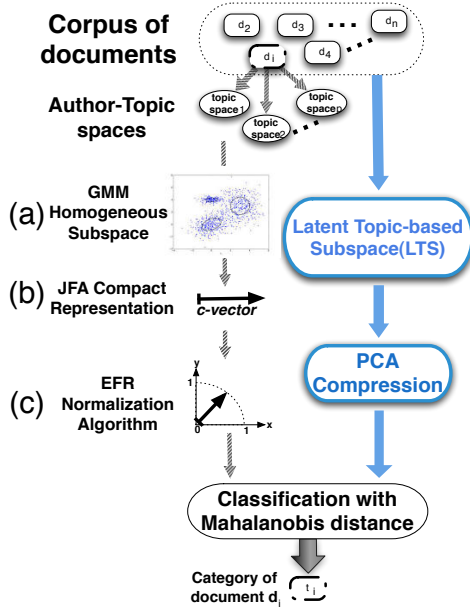 Corpus of documents
d2
d3
dn
di
d4
Author-Topic spaces
topic space1
topic space2
topic spacep
(a)
GMM
Homogeneous
Subspace
Latent Topic-based
Subspace(LTS)
(b)
JFA Compact
Representation
c-vector
PCA
Compression
(c)
EFR
Normalization
Algorithm
y
1
0
1
x
Classification with
Mahalanobis distance
Category of
document di
ti